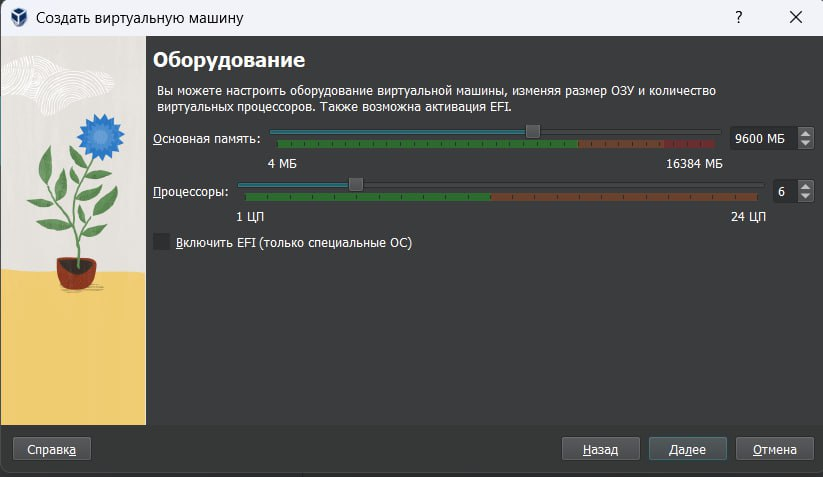 Создать виртуальную машину
?
Оборудование
Вы можете настроить оборудование виртуальной машины, изменяя размер ОЗУ и количество
виртуальных процессоров. Также возможна активация EFI.
Основная память: 9600 МБ
4 МБ 16384 МБ
Процессоры: 6
1 ЦП 24 ЦП
Включить EFI (только специальные ОС)
Справка Назад Далее Отмена